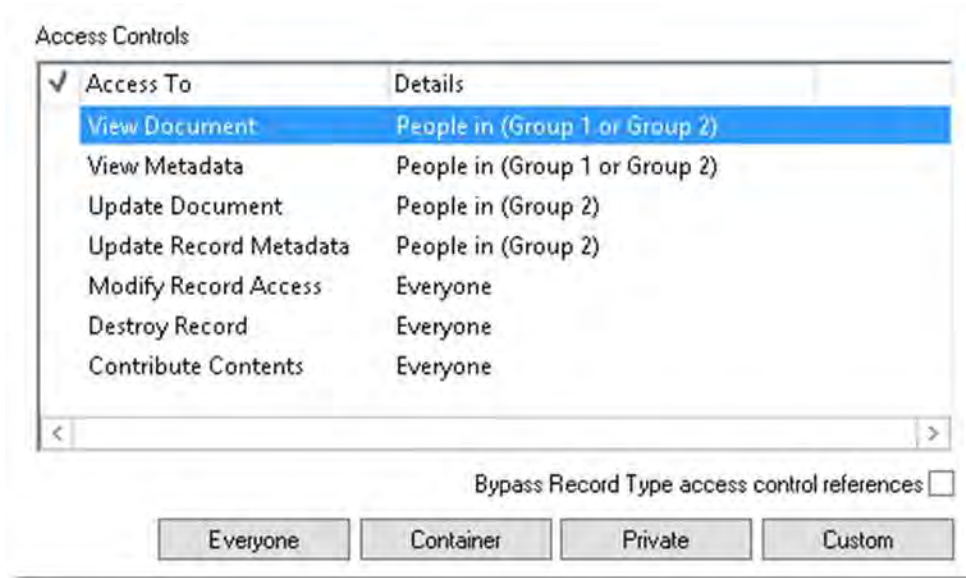 Access Controls
Access To Details
View Document People in (Group 1 or Group 2)
View Metadata People in (Group 1 or Group 2)
Update Document People in (Group 2)
Update Record Metadata People in (Group 2)
Modify Record Access Everyone
Destroy Record Everyone
Contribute Contents Everyone
Bypass Record Type access control references
Everyone Container Private Custom